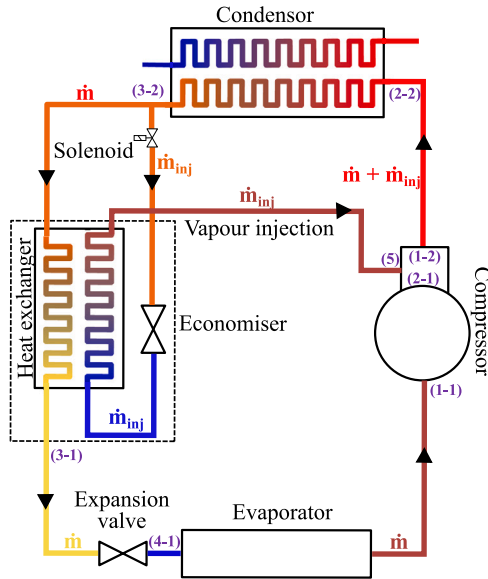 Condensor
ṁ
(3-2)
(2-2)
Solenoid
ṁinj
ṁinj
ṁ + ṁinj
Vapour injection
Heat exchanger
(5)
(1-2)
(2-1)
Compressor
Economiser
(1-1)
ṁinj
(3-1)
Expansion
valve
Evaporator
ṁ
(4-1)
ṁ